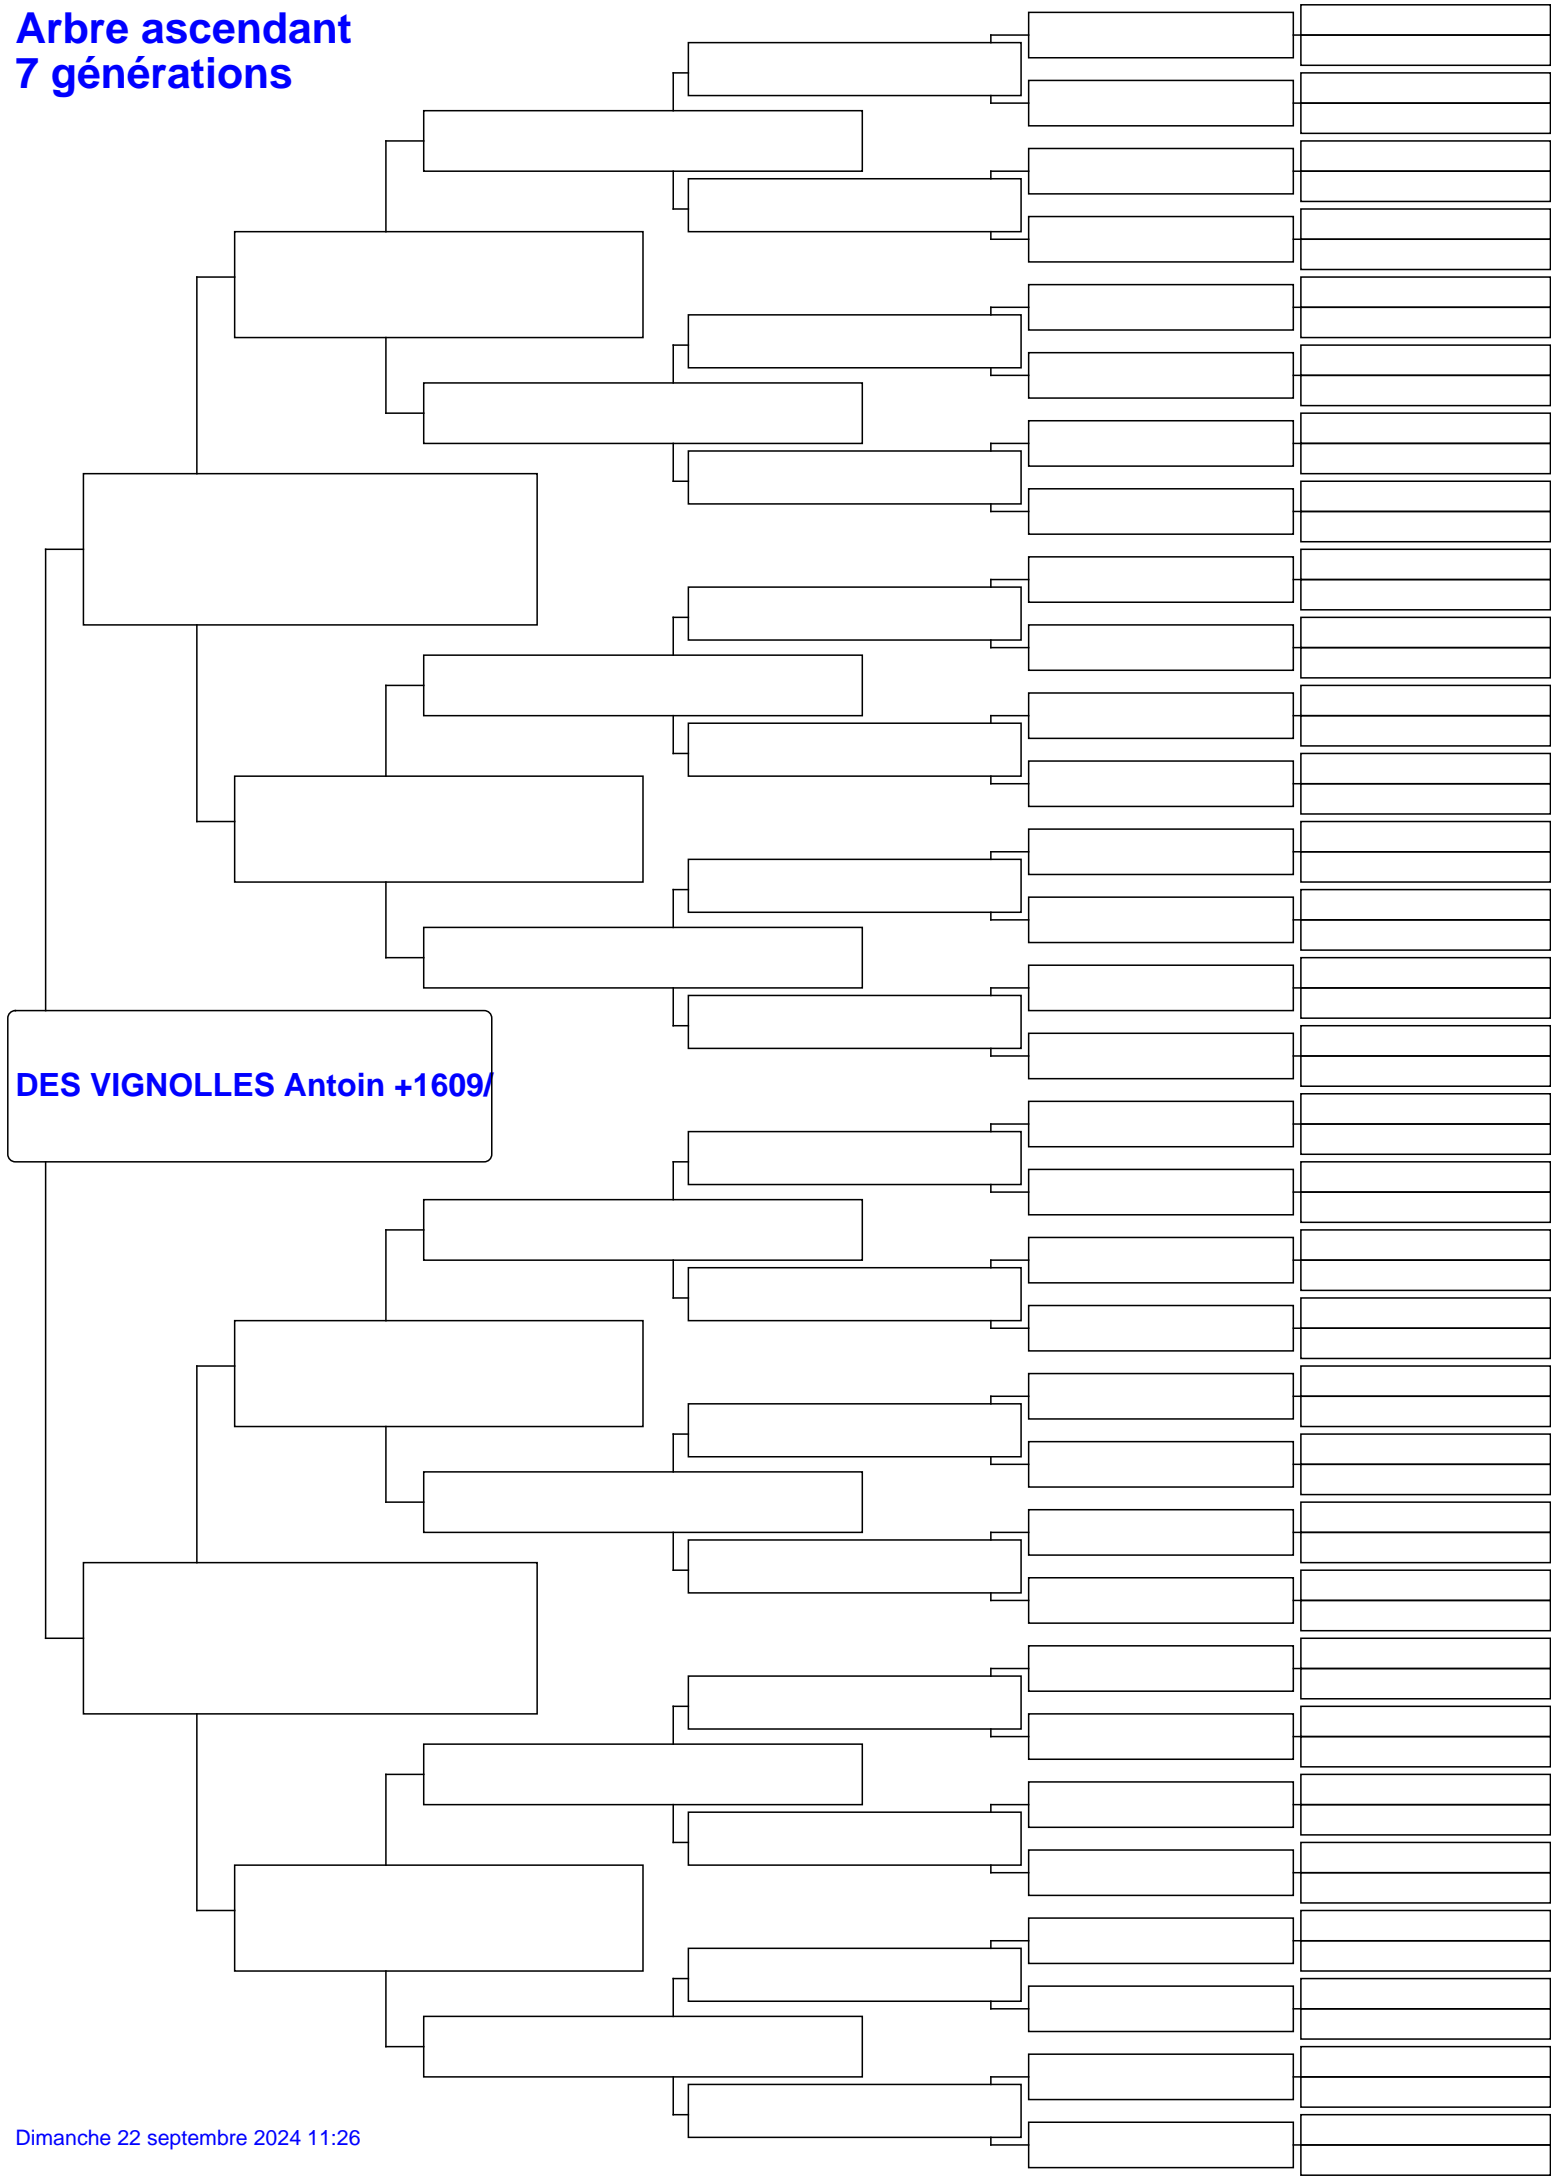 Arbre ascendant
7 générations
DES VIGNOLLES Antoin +1609/
Dimanche 22 septembre 2024 11:26